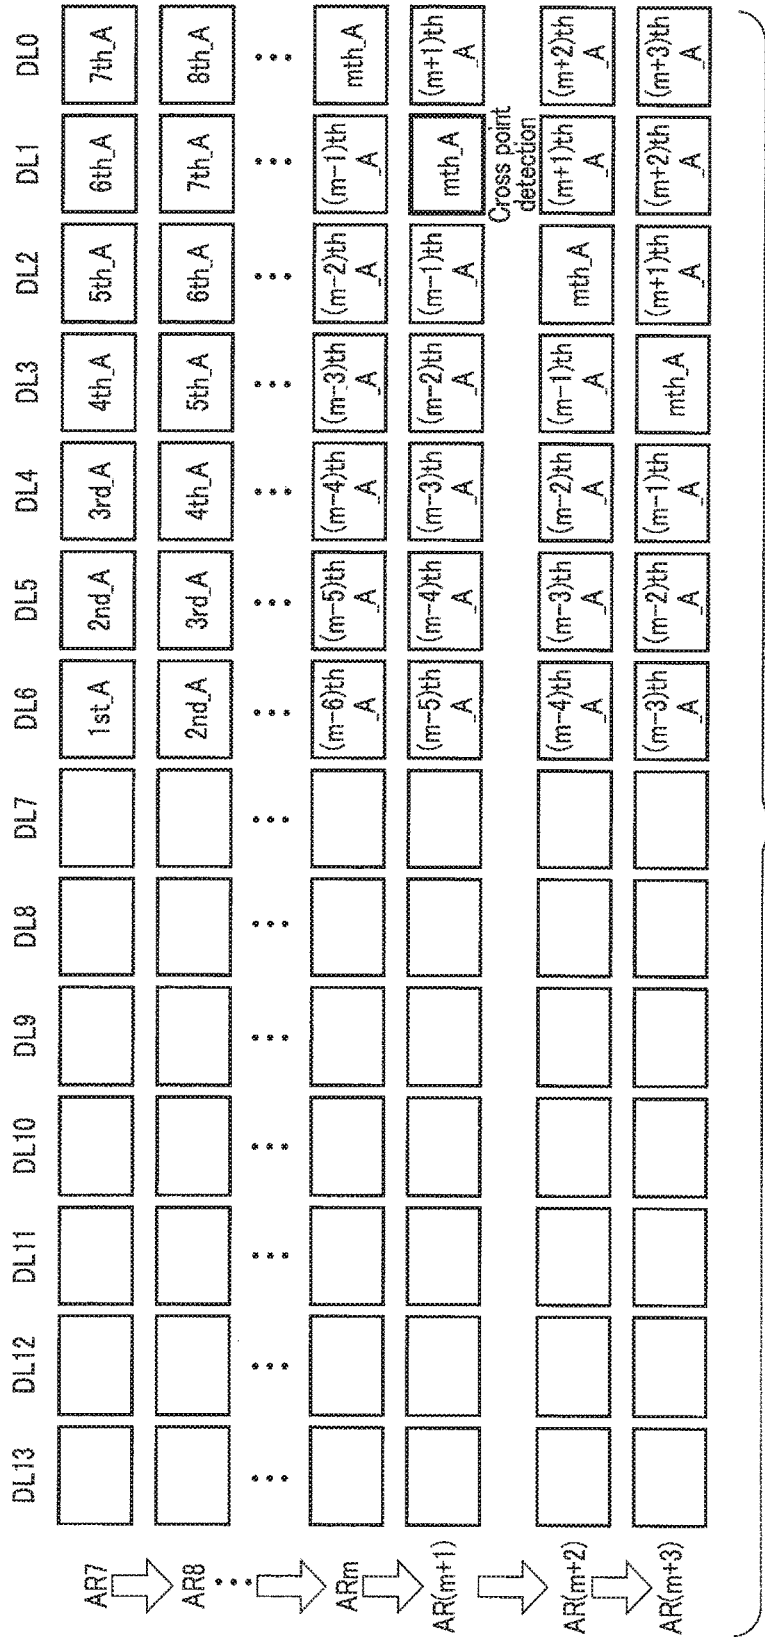 DL13 DL12 DL11 DL10 DL9 DL8 DL7 DL6 DL5 DL4 DL3 DL2 DL1 DL0
AR7 1st_A 2nd_A 3rd_A 4th_A 5th_A 6th_A 7th_A
AR8 2nd_A 3rd_A 4th_A 5th_A 6th_A 7th_A 8th_A
... ... ... ... ... ... ... ... ... ... ... ... ... ... ...
ARm (m-6)th_A (m-5)th_A (m-4)th_A (m-3)th_A (m-2)th_A (m-1)th_A mth_A
AR(m+1) (m-5)th_A (m-4)th_A (m-3)th_A (m-2)th_A (m-1)th_A mth_A (m+1)th_A
Cross point
detection
AR(m+2) (m-4)th_A (m-3)th_A (m-2)th_A (m-1)th_A mth_A (m+1)th_A (m+2)th_A
AR(m+3) (m-3)th_A (m-2)th_A (m-1)th_A mth_A (m+1)th_A (m+2)th_A (m+3)th_A